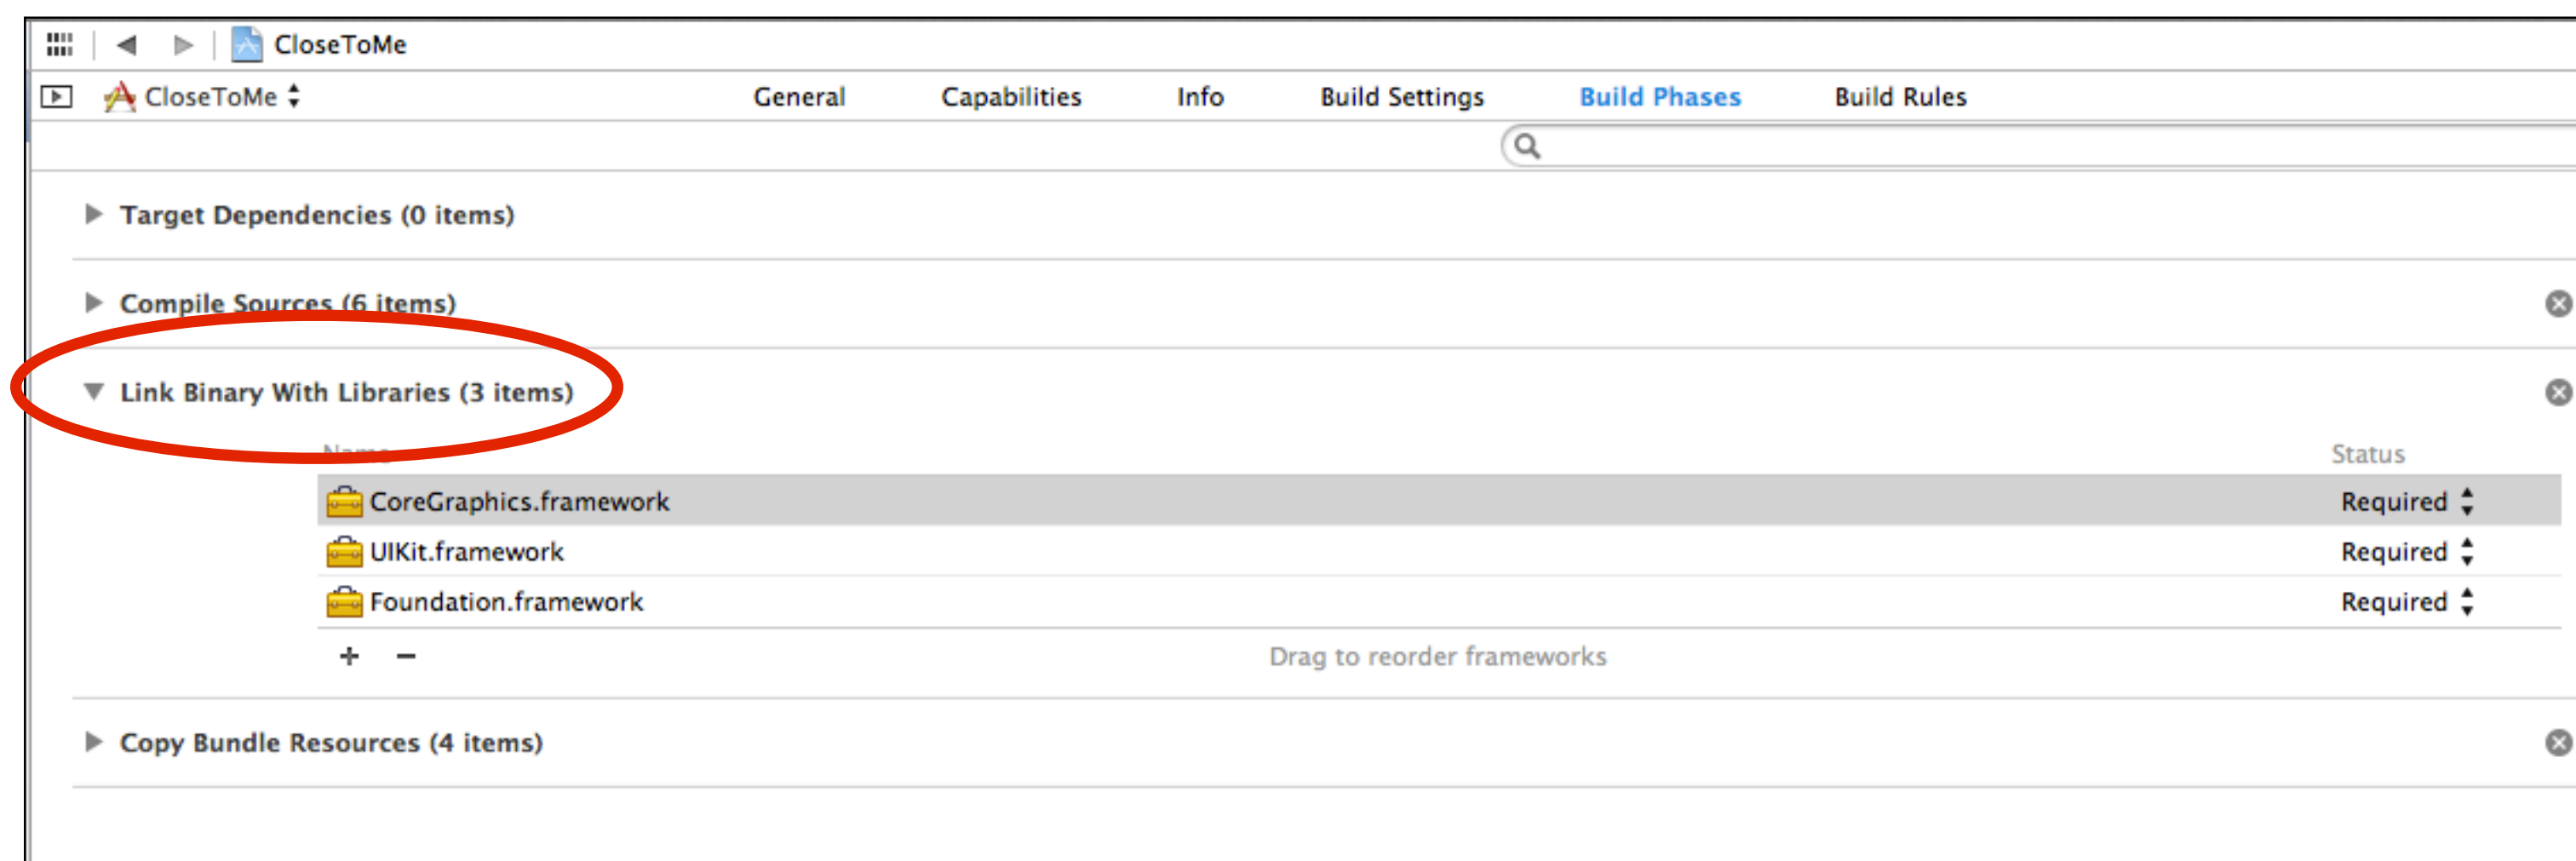 CloseToMe
CloseToMe General Capabilities Info Build Settings Build Phases Build Rules
Target Dependencies (0 items)
Compile Sources (6 items)
Link Binary With Libraries (3 items)
Name Status
CoreGraphics.framework Required
UIKit.framework Required
Foundation.framework Required
+ − Drag to reorder frameworks
Copy Bundle Resources (4 items)